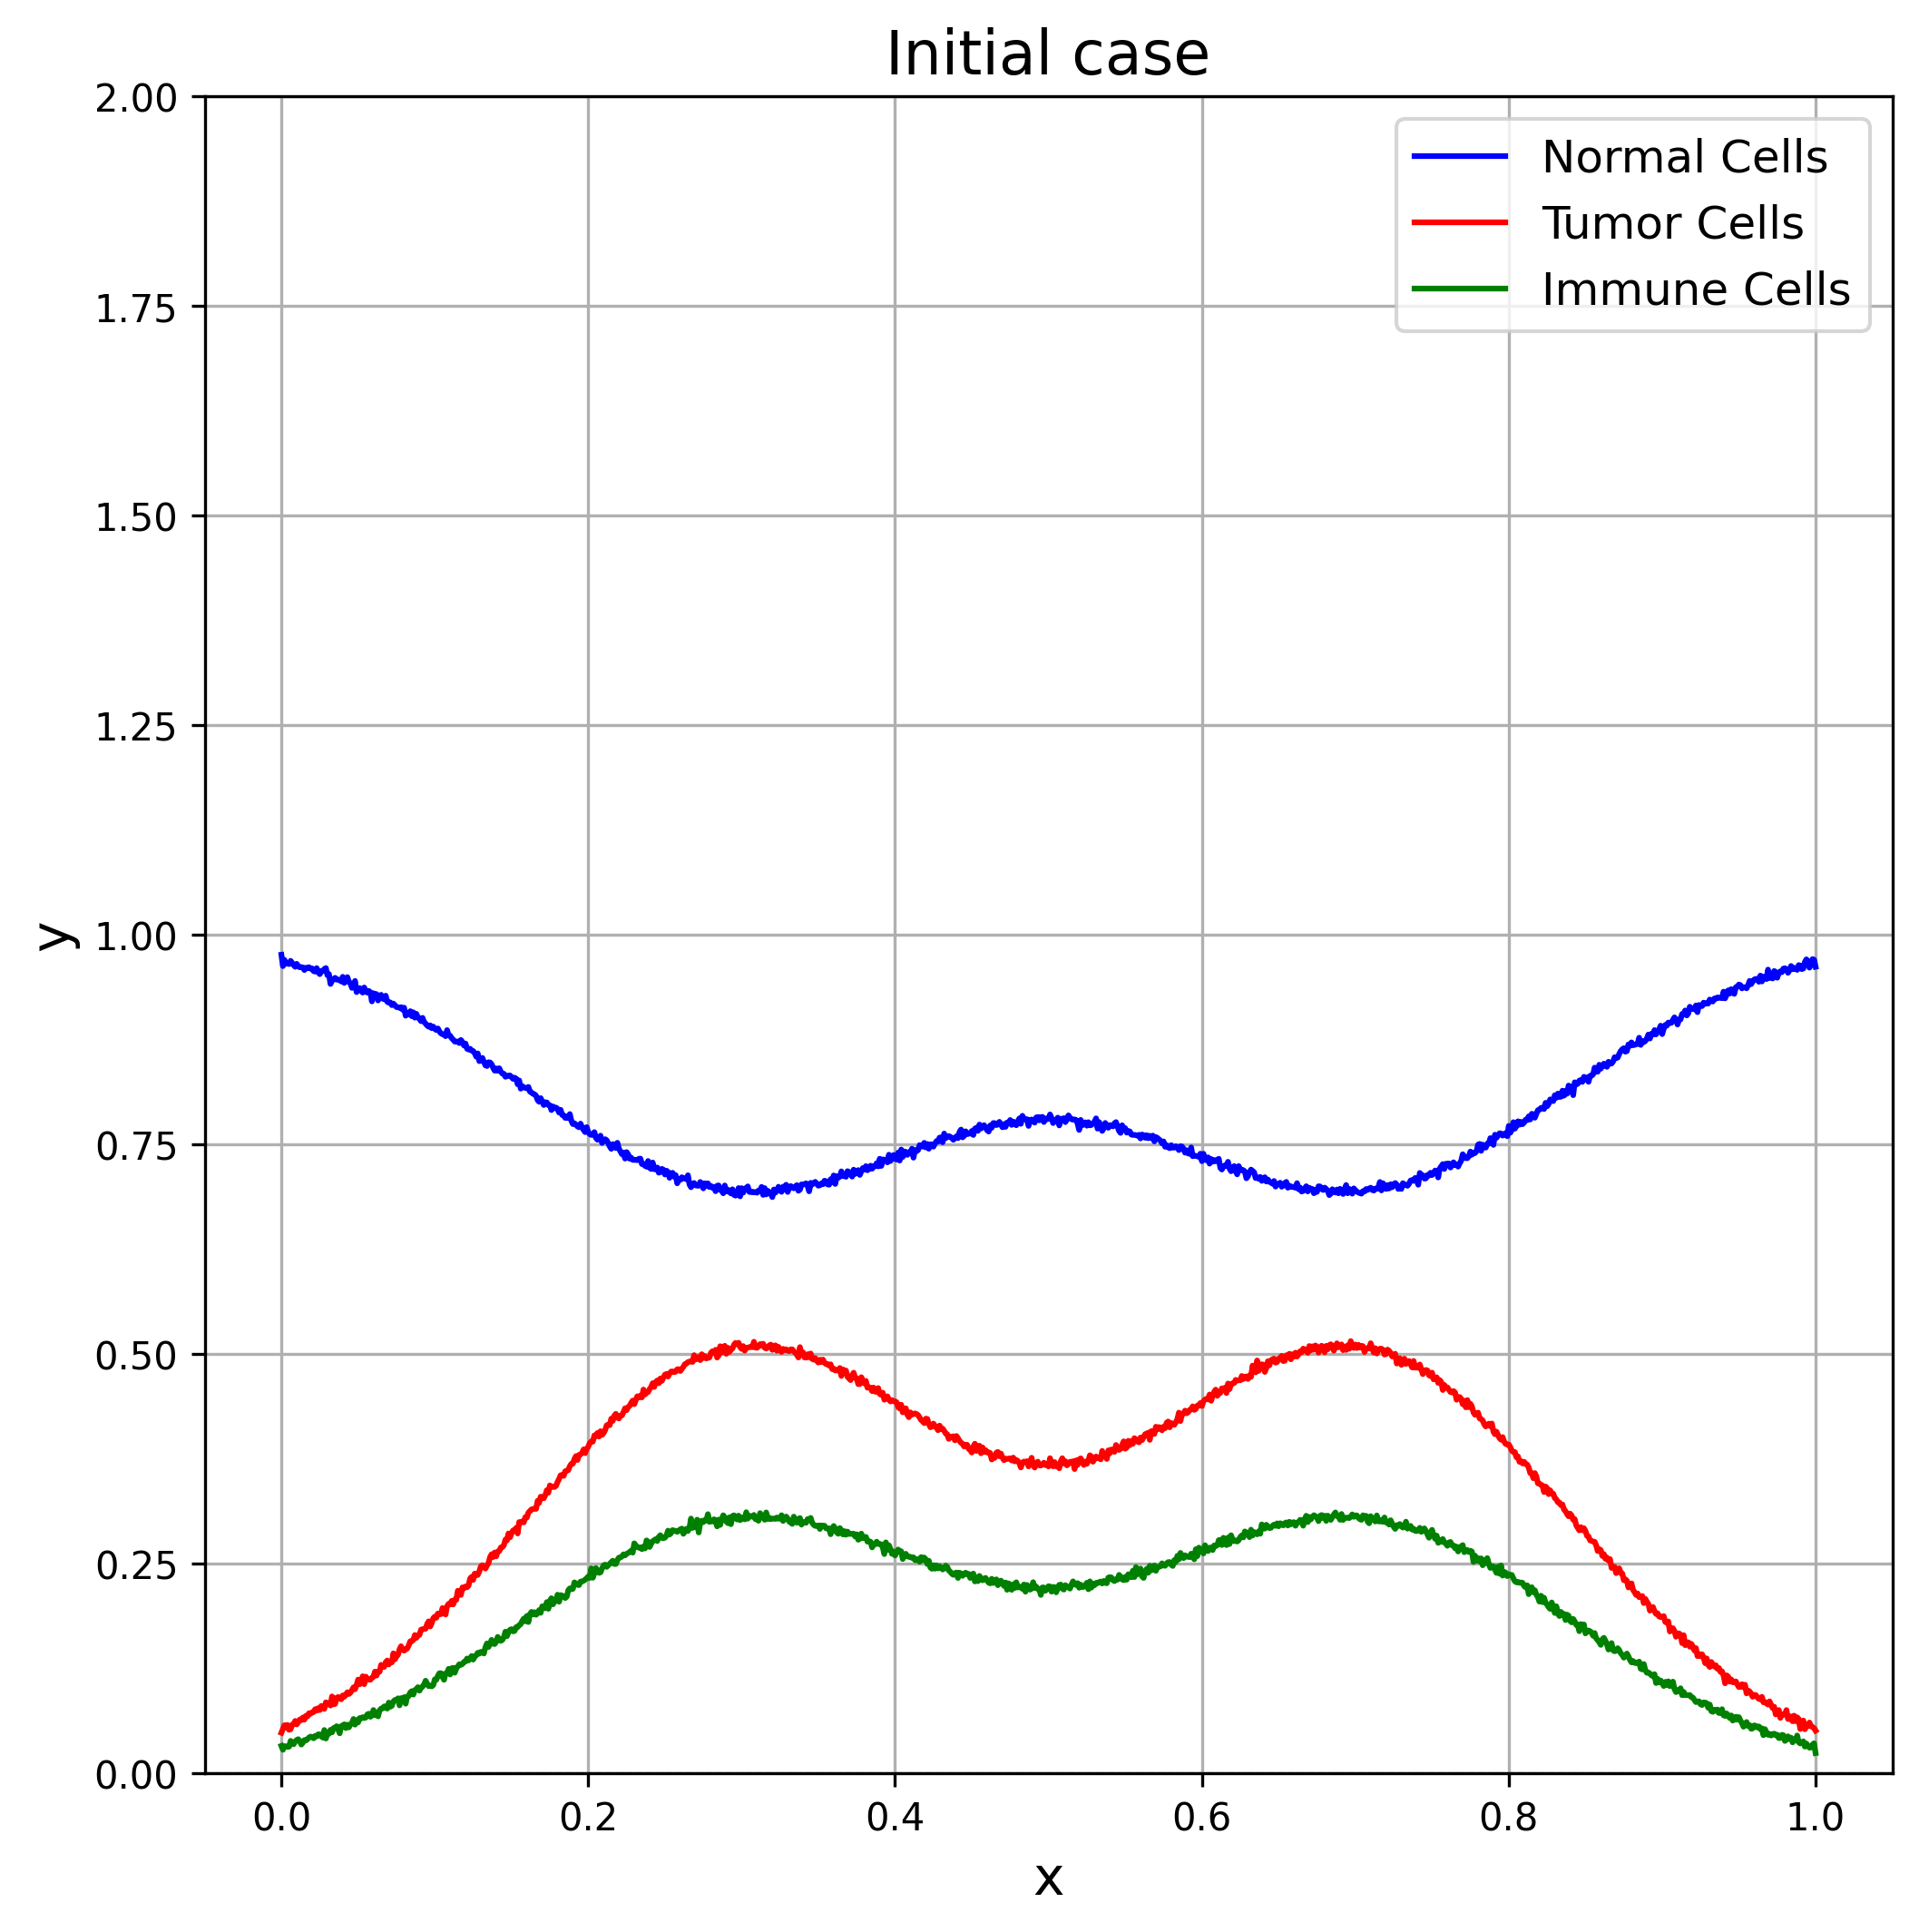 Initial case
Normal Cells
Tumor Cells
Immune Cells
y
2.00
1.75
1.50
1.25
1.00
0.75
0.50
0.25
0.00
0.0 0.2 0.4 0.6 0.8 1.0
x